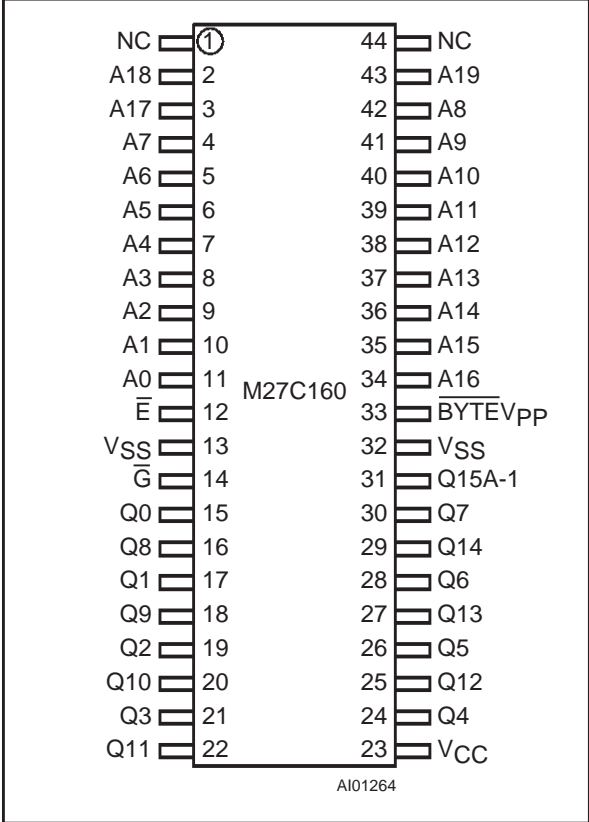 NC 1 44 NC
A18 2 43 A19
A17 3 42 A8
A7 4 41 A9
A6 5 40 A10
A5 6 39 A11
A4 7 38 A12
A3 8 37 A13
A2 9 36 A14
A1 10 35 A15
A0 11 34 A16
M27C160
E̅ 12 33 B̅Y̅T̅E̅VPP
VSS 13 32 VSS
G̅ 14 31 Q15A-1
Q0 15 30 Q7
Q8 16 29 Q14
Q1 17 28 Q6
Q9 18 27 Q13
Q2 19 26 Q5
Q10 20 25 Q12
Q3 21 24 Q4
Q11 22 23 VCC
AI01264